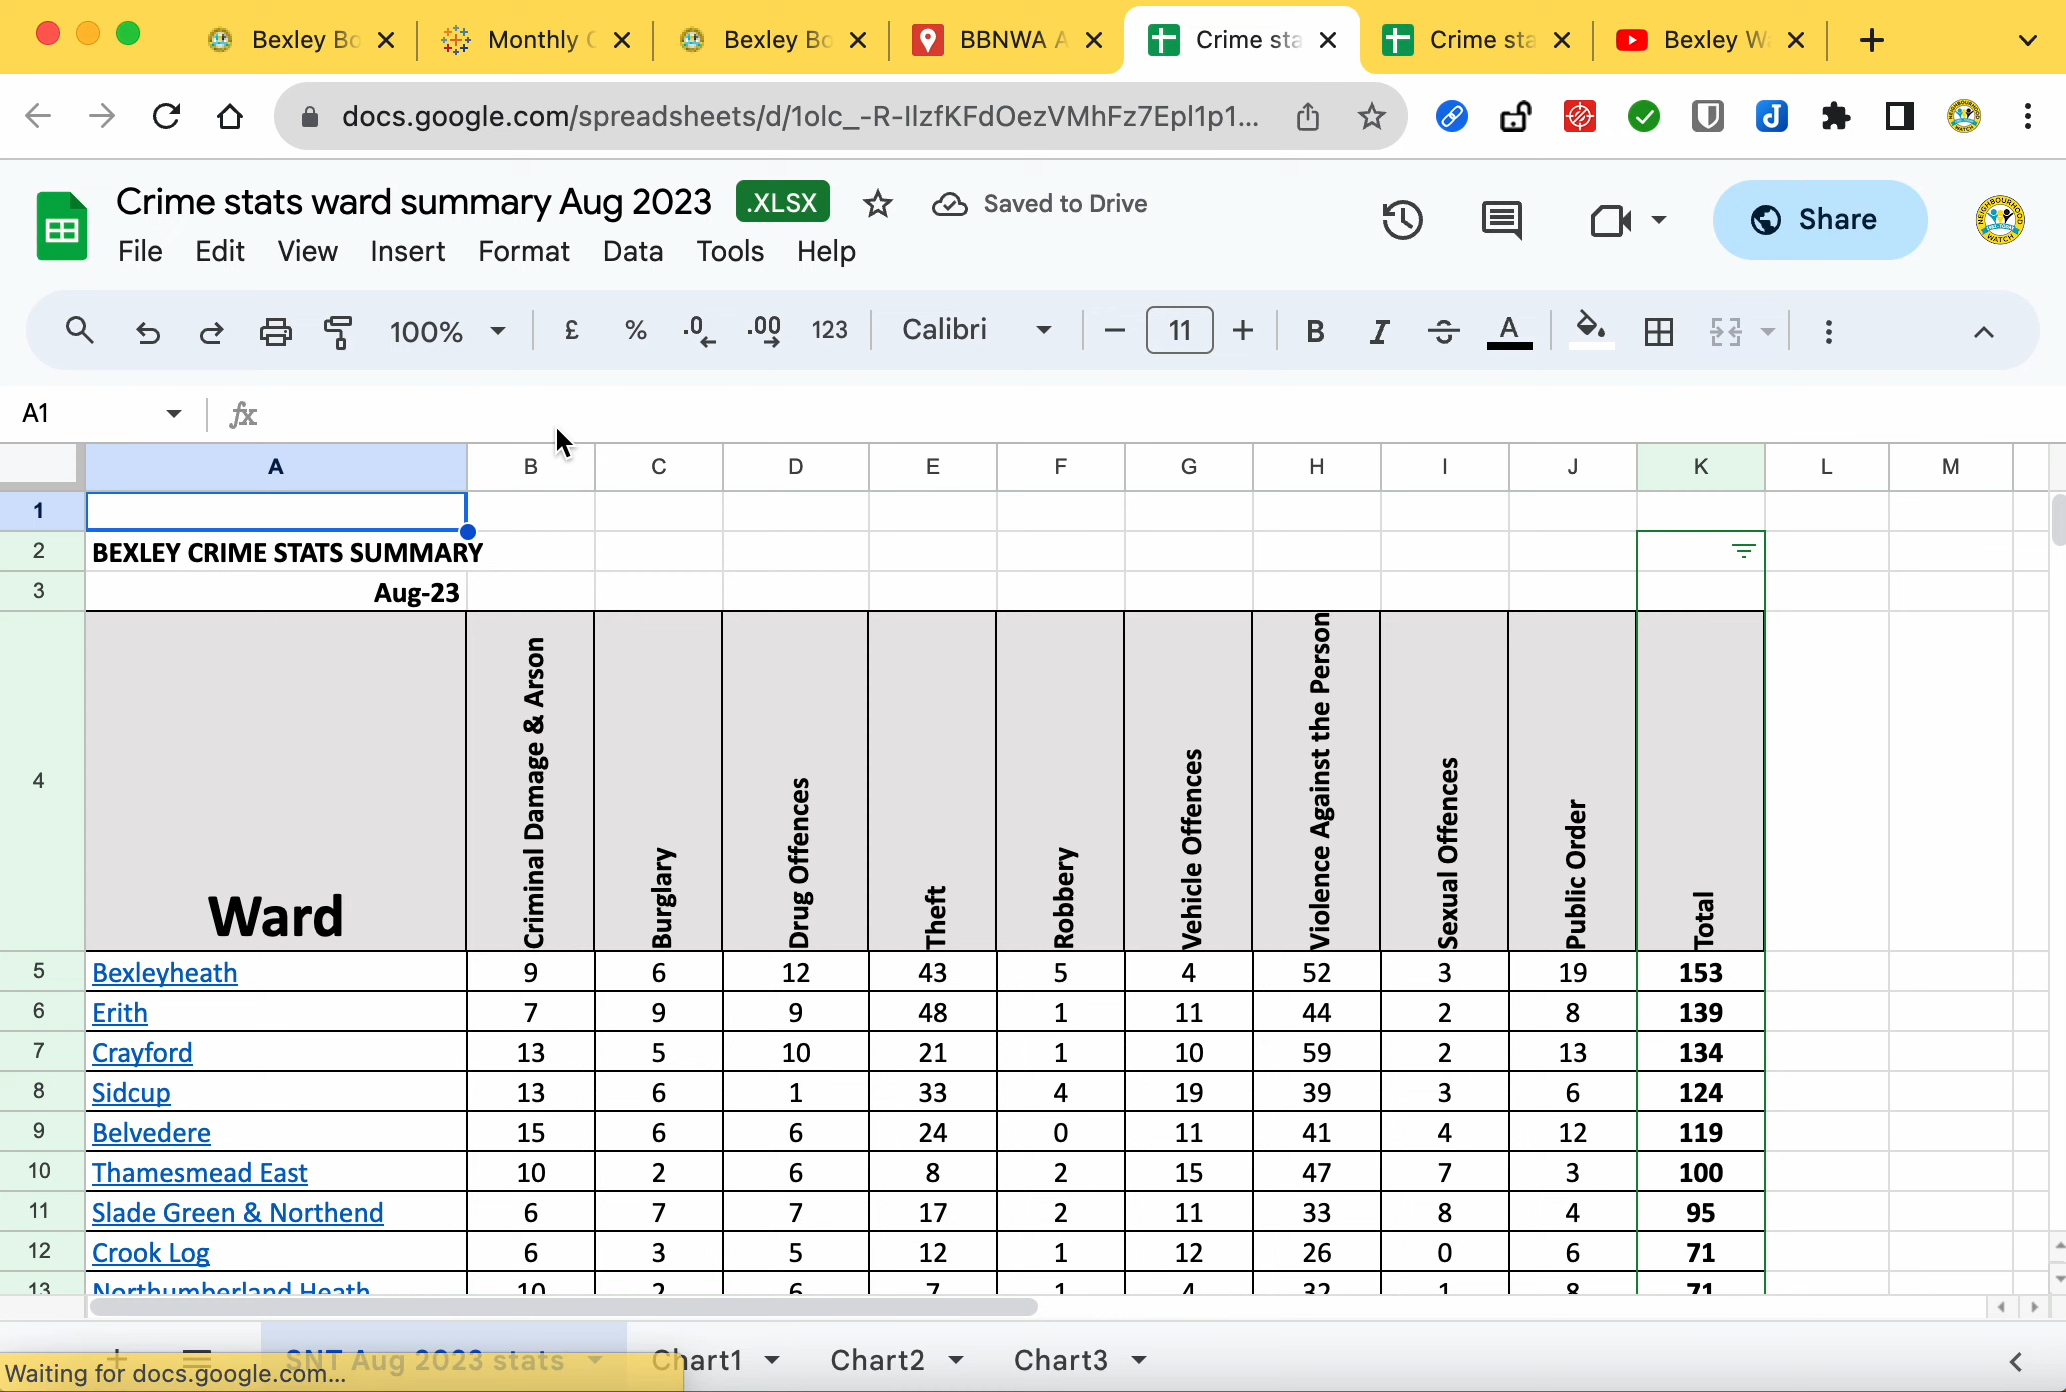 Bexley Bo
Monthly C
Bexley Bo
BBNWA A
Crime sta
Crime sta
Bexley W
docs.google.com/spreadsheets/d/1olc_-R-IlzfKFdOezVMhFz7Epl1p1...
Crime stats ward summary Aug 2023
.XLSX
Saved to Drive
File Edit View Insert Format Data Tools Help
Share
100% £ % .0 .00 123 Calibri 11 B I A
A1 fx
A B C D E F G H I J K L M
1
2 BEXLEY CRIME STATS SUMMARY
3 Aug-23
4 Ward Criminal Damage & Arson Burglary Drug Offences Theft Robbery Vehicle Offences Violence Against the Person Sexual Offences Public Order Total
5 Bexleyheath 9 6 12 43 5 4 52 3 19 153
6 Erith 7 9 9 48 1 11 44 2 8 139
7 Crayford 13 5 10 21 1 10 59 2 13 134
8 Sidcup 13 6 1 33 4 19 39 3 6 124
9 Belvedere 15 6 6 24 0 11 41 4 12 119
10 Thamesmead East 10 2 6 8 2 15 47 7 3 100
11 Slade Green & Northend 6 7 7 17 2 11 33 8 4 95
12 Crook Log 6 3 5 12 1 12 26 0 6 71
13 Northumberland Heath 10 2 6 7 1 4 32 1 8 71
SNT Aug 2023 stats Chart1 Chart2 Chart3
Waiting for docs.google.com...